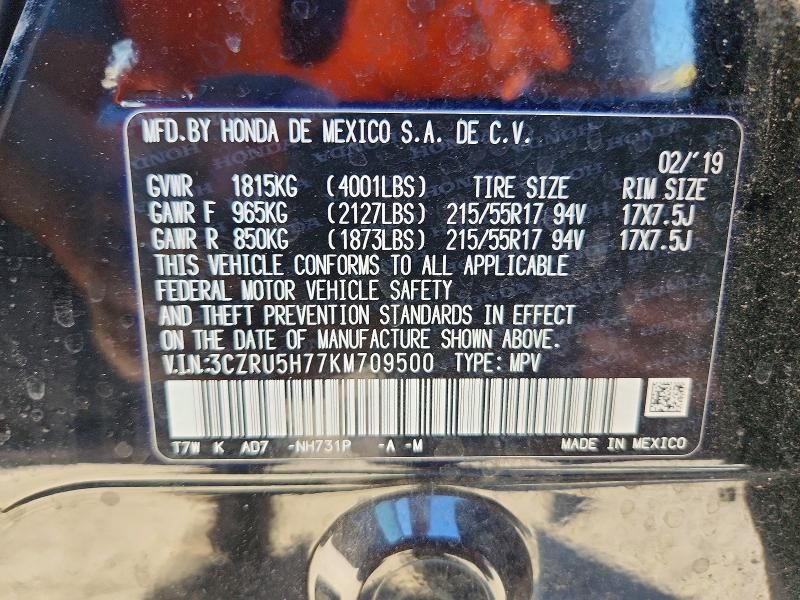 MFD.BY HONDA DE MEXICO S.A. DE C.V.
02/'19
GVWR 1815KG (4001LBS) TIRE SIZE RIM SIZE
GAWR F 965KG (2127LBS) 215/55R17 94V 17X7.5J
GAWR R 850KG (1873LBS) 215/55R17 94V 17X7.5J
THIS VEHICLE CONFORMS TO ALL APPLICABLE
FEDERAL MOTOR VEHICLE SAFETY
AND THEFT PREVENTION STANDARDS IN EFFECT
ON THE DATE OF MANUFACTURE SHOWN ABOVE.
V.I.N.:3CZRU5H77KM709500 TYPE: MPV
T7W K AD7 -NH731P -A -M MADE IN MEXICO